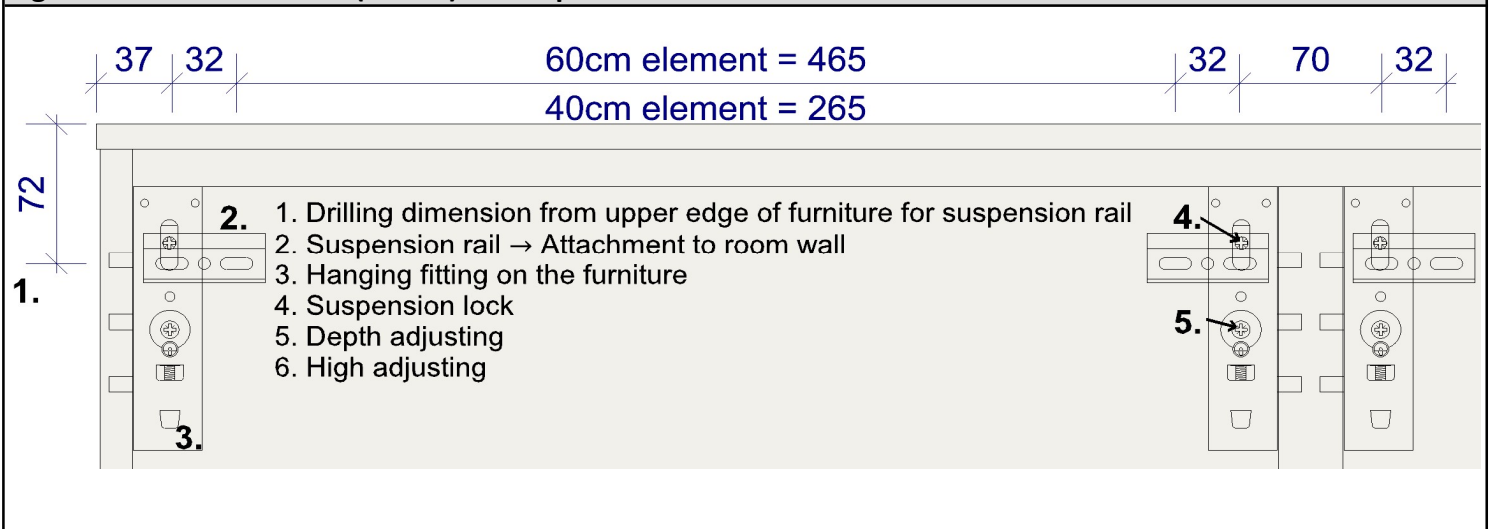 37 32 60cm element = 465 32 70 32
40cm element = 265
72
2. 1. Drilling dimension from upper edge of furniture for suspension rail 4.
2. Suspension rail → Attachment to room wall
1. 3. Hanging fitting on the furniture
4. Suspension lock
5. Depth adjusting 5.
6. High adjusting
3.